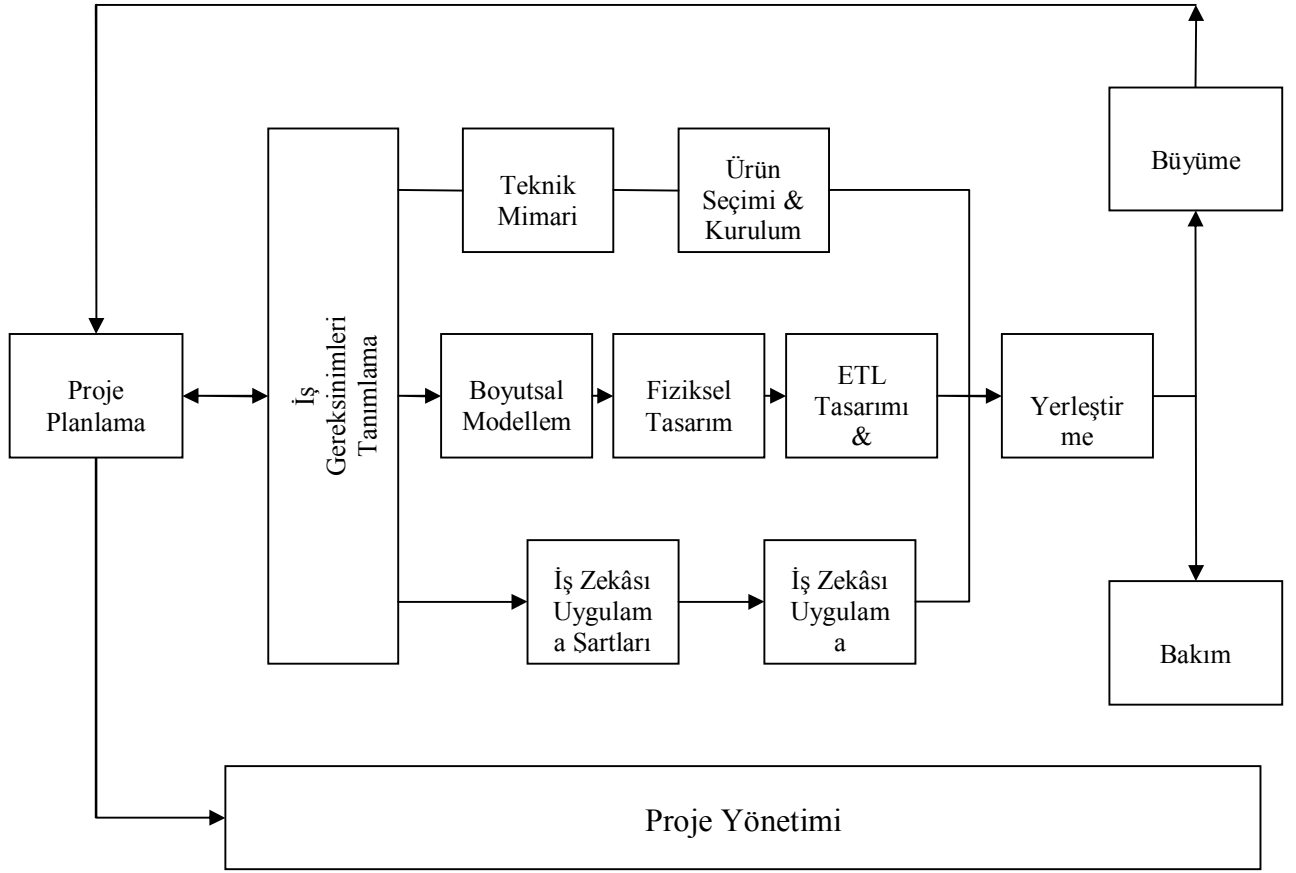 Büyüme
Teknik
Mimari
Ürün
Seçimi &
Kurulum
Proje
Planlama
İş
Gereksinimleri
Tanımlama
Boyutsal
Modellem
Fiziksel
Tasarım
ETL
Tasarımı
&
Yerleştir
me
İş Zekâsı
Uygulam
a Sartları
İş Zekâsı
Uygulam
a
Bakım
Proje Yönetimi